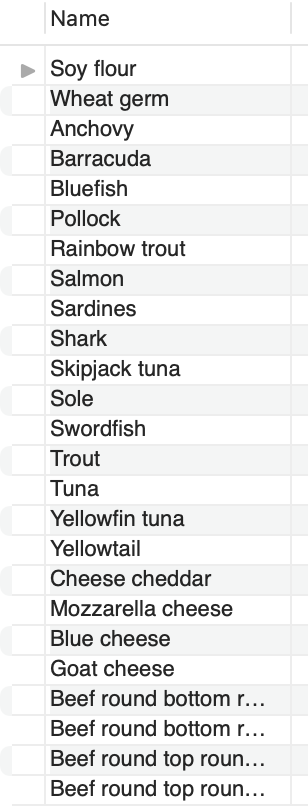 Name
Soy flour
Wheat germ
Anchovy
Barracuda
Bluefish
Pollock
Rainbow trout
Salmon
Sardines
Shark
Skipjack tuna
Sole
Swordfish
Trout
Tuna
Yellowfin tuna
Yellowtail
Cheese cheddar
Mozzarella cheese
Blue cheese
Goat cheese
Beef round bottom r...
Beef round bottom r...
Beef round top roun...
Beef round top roun...